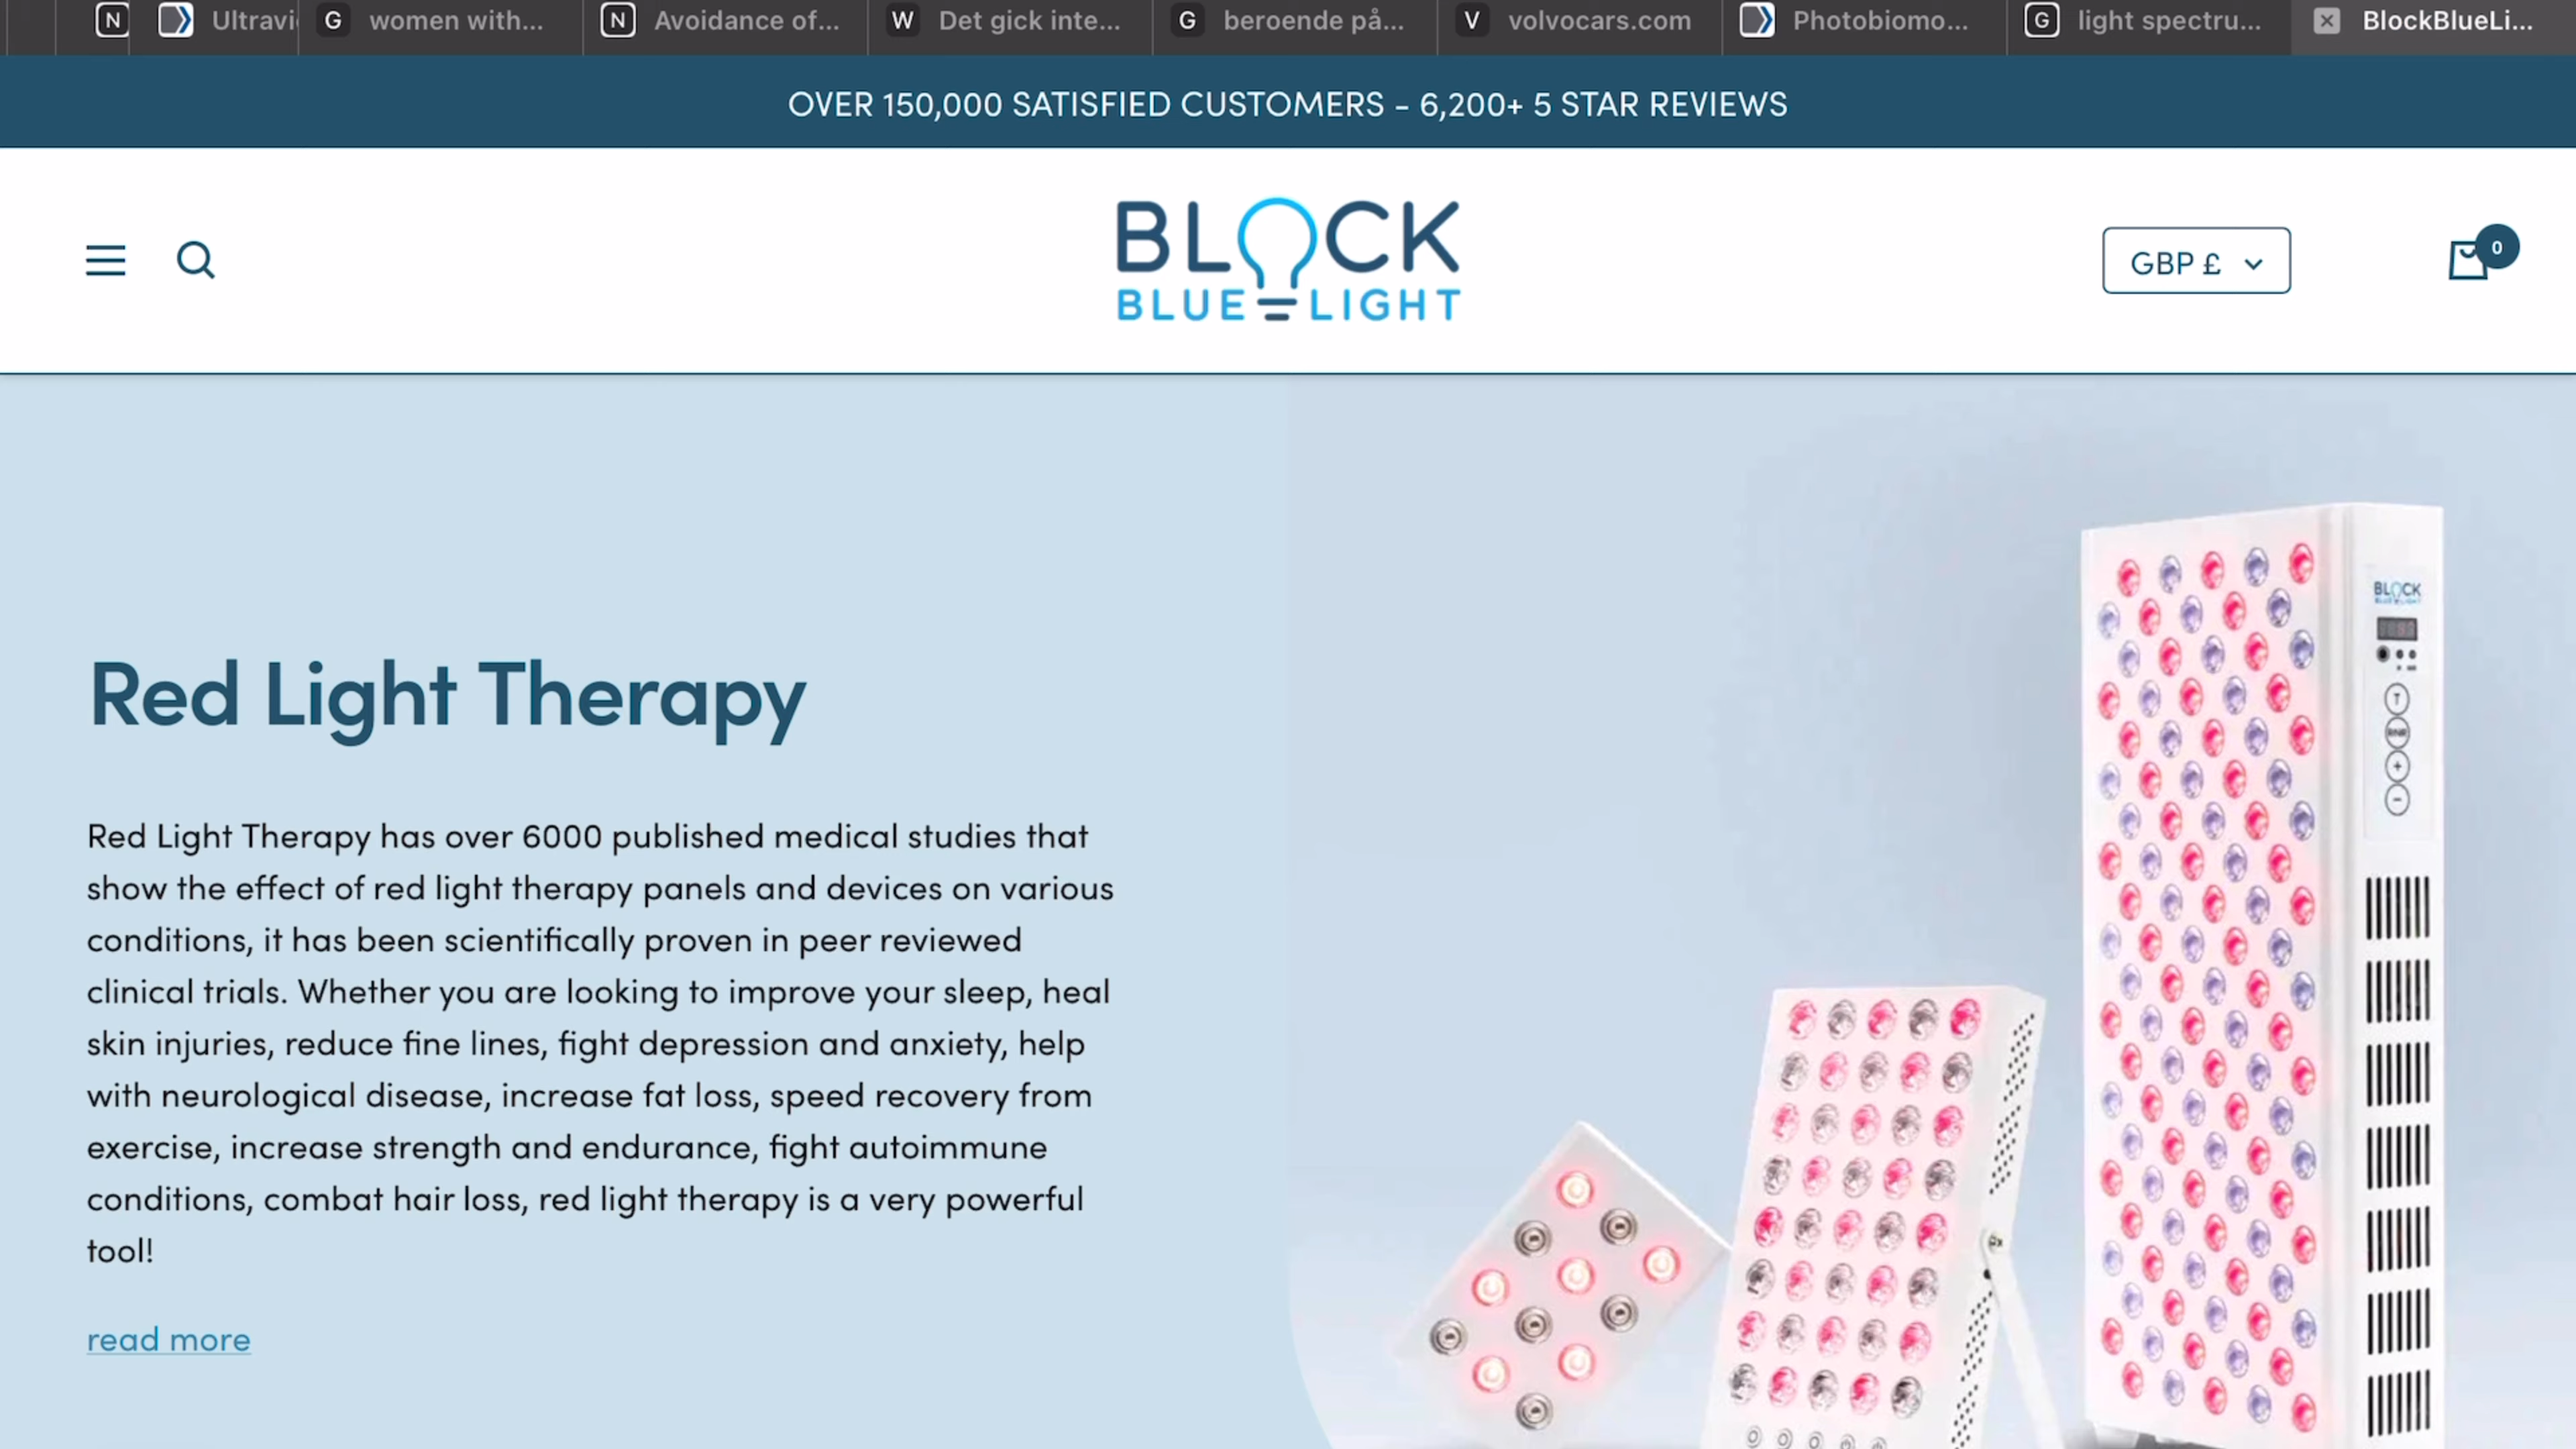 N
Ultravi
G women with...
N Avoidance of...
W Det gick inte...
G beroende på...
V volvocars.com
Photobiomo...
G light spectru...
BlockBlueLi...
OVER 150,000 SATISFIED CUSTOMERS - 6,200+ 5 STAR REVIEWS
BLOCK
BLUE LIGHT
GBP £
0
Red Light Therapy
Red Light Therapy has over 6000 published medical studies that
show the effect of red light therapy panels and devices on various
conditions, it has been scientifically proven in peer reviewed
clinical trials. Whether you are looking to improve your sleep, heal
skin injuries, reduce fine lines, fight depression and anxiety, help
with neurological disease, increase fat loss, speed recovery from
exercise, increase strength and endurance, fight autoimmune
conditions, combat hair loss, red light therapy is a very powerful
tool!
read more
BLOCK
BLUE LIGHT
T
+
-